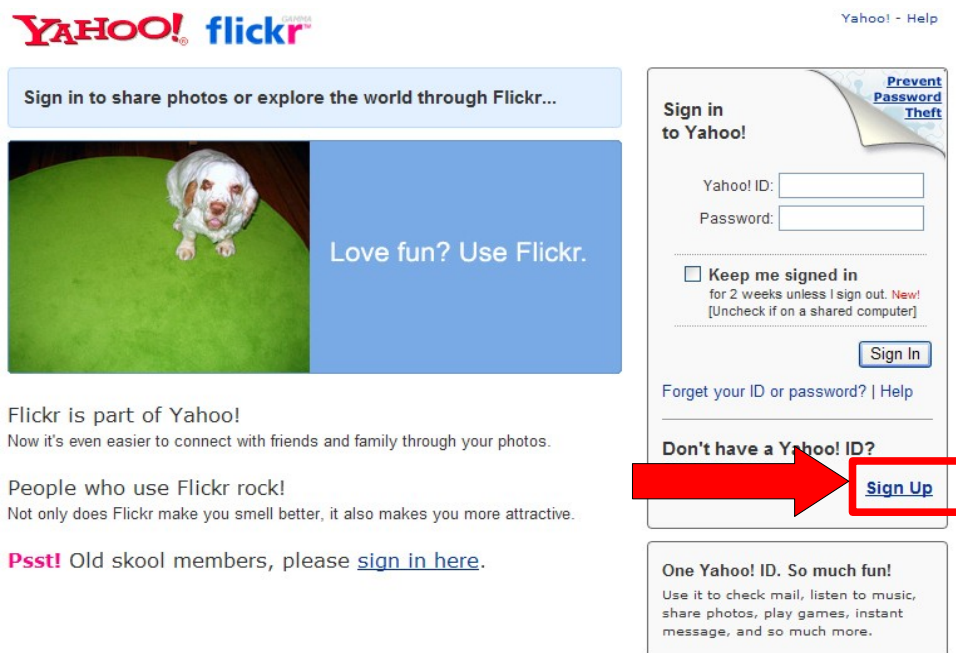 YAHOO! flickr GAMMA
Yahoo! - Help
Sign in to share photos or explore the world through Flickr...
Love fun? Use Flickr.
Flickr is part of Yahoo!
Now it's even easier to connect with friends and family through your photos.
People who use Flickr rock!
Not only does Flickr make you smell better, it also makes you more attractive.
Psst! Old skool members, please sign in here.
Prevent
Password
Theft
Sign in
to Yahoo!
Yahoo! ID:
Password:
Keep me signed in
for 2 weeks unless I sign out. New!
[Uncheck if on a shared computer]
Sign In
Forget your ID or password? | Help
Don't have a Yahoo! ID?
Sign Up
One Yahoo! ID. So much fun!
Use it to check mail, listen to music,
share photos, play games, instant
message, and so much more.